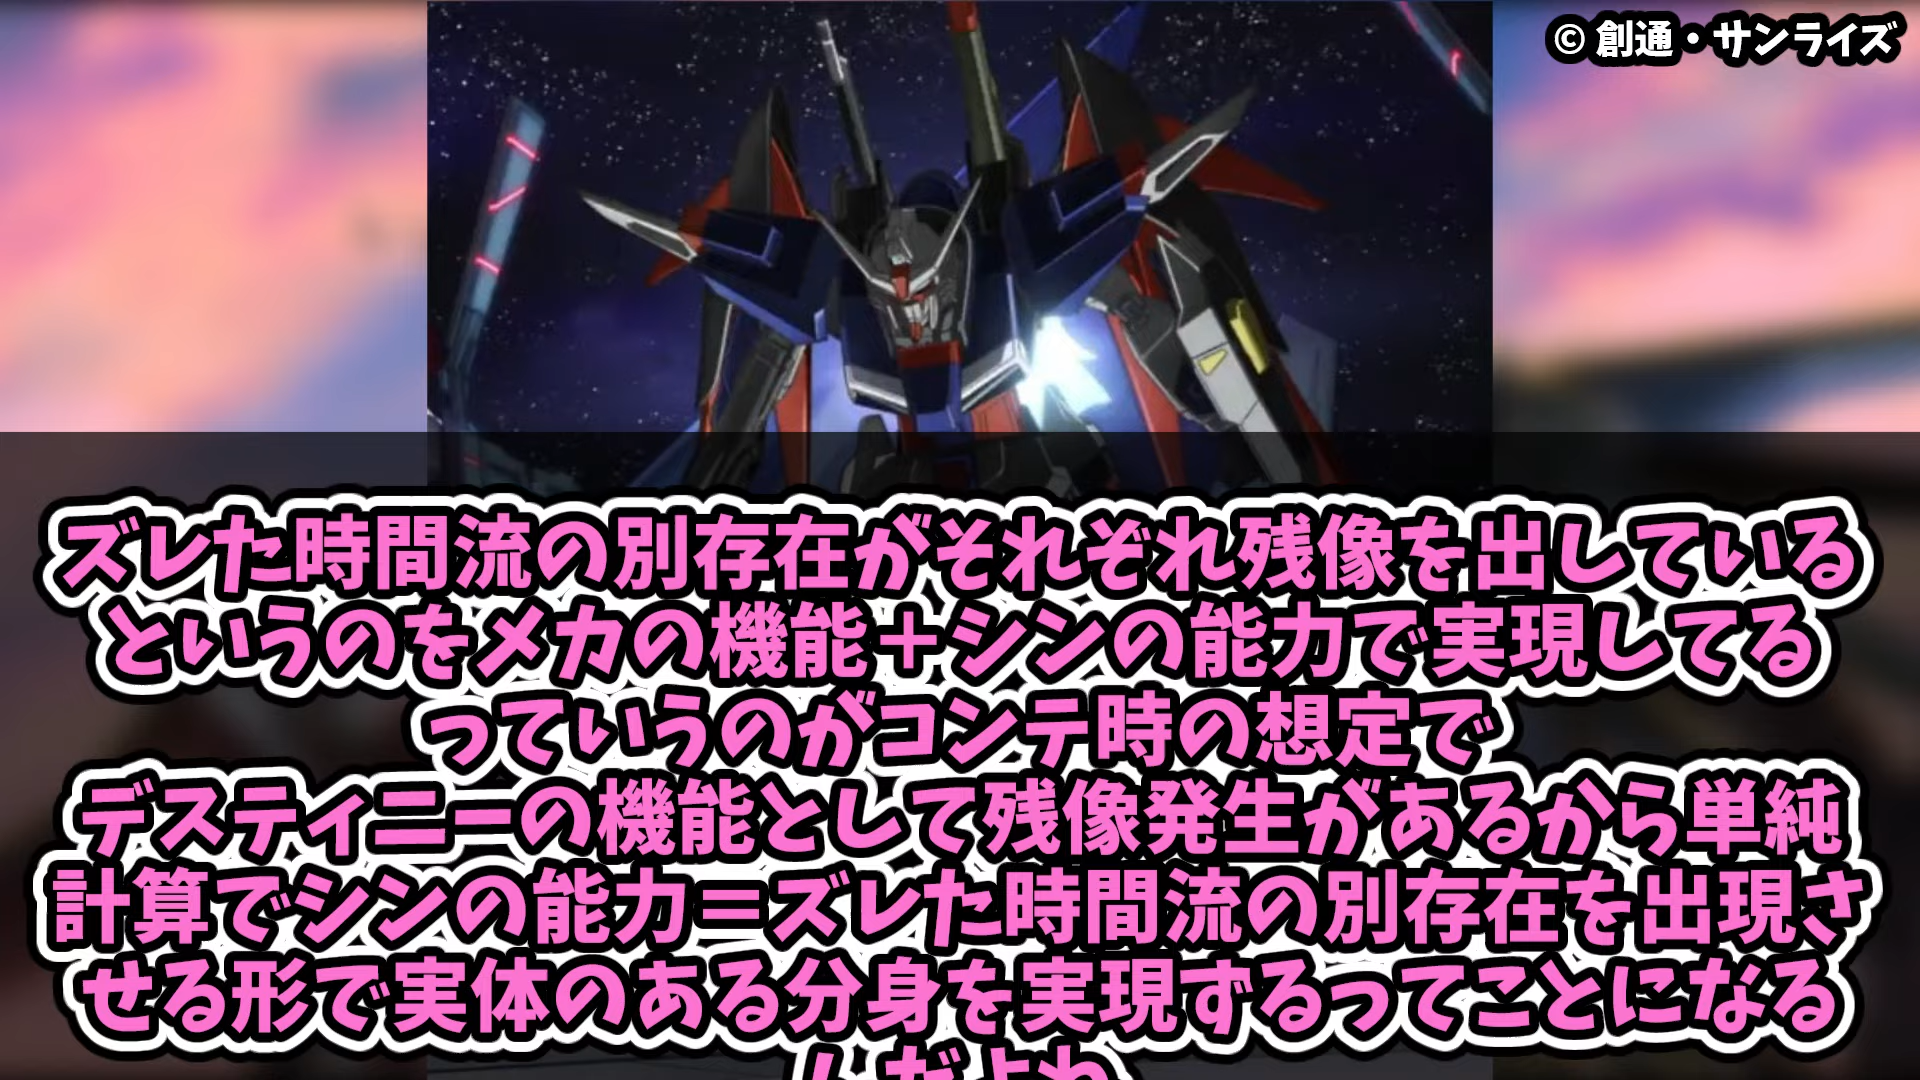 © 創通・サンライズ
ズレた時間流の別存在がそれぞれ残像を出している
というのをメカの機能＋シンの能力で実現してる
っていうのがコンテ時の想定で
デスティニーの機能として残像発生があるから単純
計算でシンの能力＝ズレた時間流の別存在を出現さ
せる形で実体のある分身を実現ずるってことになる
んだよね